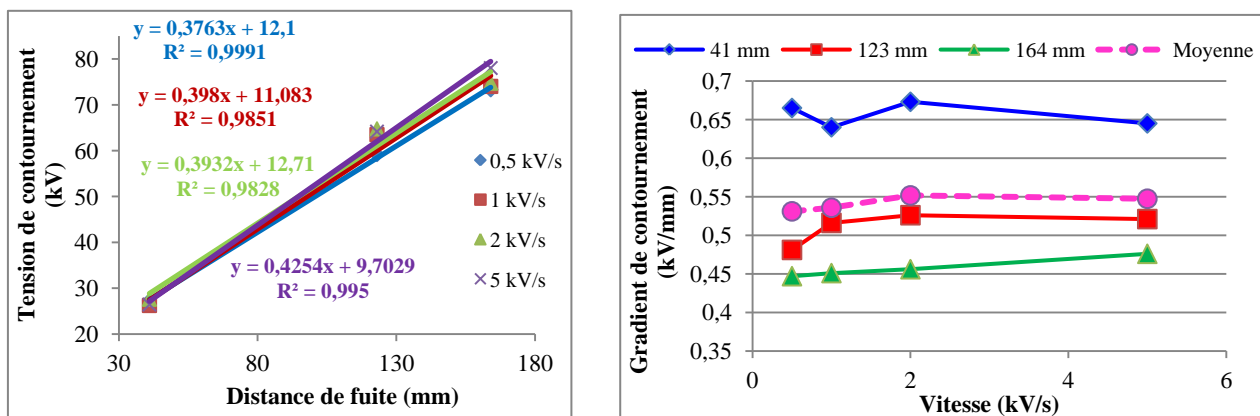 y = 0,3763x + 12,1
R² = 0,9991
y = 0,398x + 11,083
R² = 0,9851
y = 0,3932x + 12,71
R² = 0,9828
y = 0,4254x + 9,7029
R² = 0,995
Tension de contournement
(kV)
80
70
60
50
40
30
20
30
80
130
180
Distance de fuite (mm)
0,5 kV/s
1 kV/s
2 kV/s
5 kV/s
41 mm
123 mm
164 mm
Moyenne
Gradient de contournement
(kV/mm)
0,7
0,65
0,6
0,55
0,5
0,45
0,4
0,35
0
2
4
6
Vitesse (kV/s)